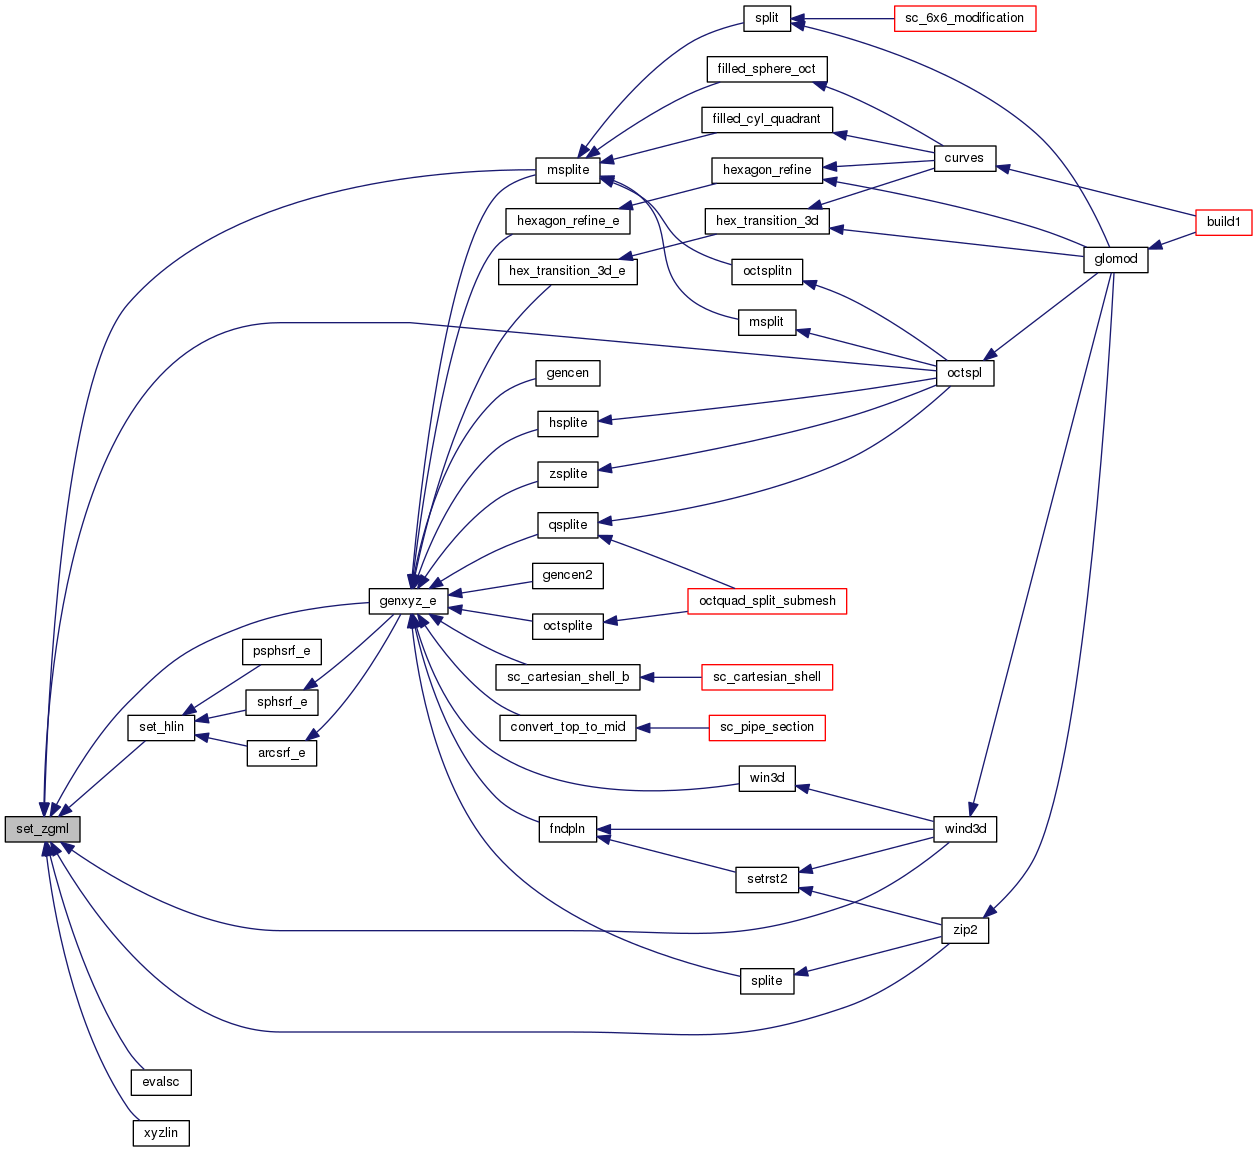 split
sc_6x6_modification
filled_sphere_oct
filled_cyl_quadrant
curves
msplite
hexagon_refine
hexagon_refine_e
hex_transition_3d
build1
glomod
hex_transition_3d_e
octsplitn
msplit
gencen
octspl
hsplite
zsplite
qsplite
gencen2
genxyz_e
octquad_split_submesh
octsplite
psphsrf_e
sc_cartesian_shell_b
sc_cartesian_shell
sphsrf_e
set_hlin
convert_top_to_mid
sc_pipe_section
arcsrf_e
win3d
set_zgml
fndpln
wind3d
setrst2
zip2
splite
evalsc
xyzlin